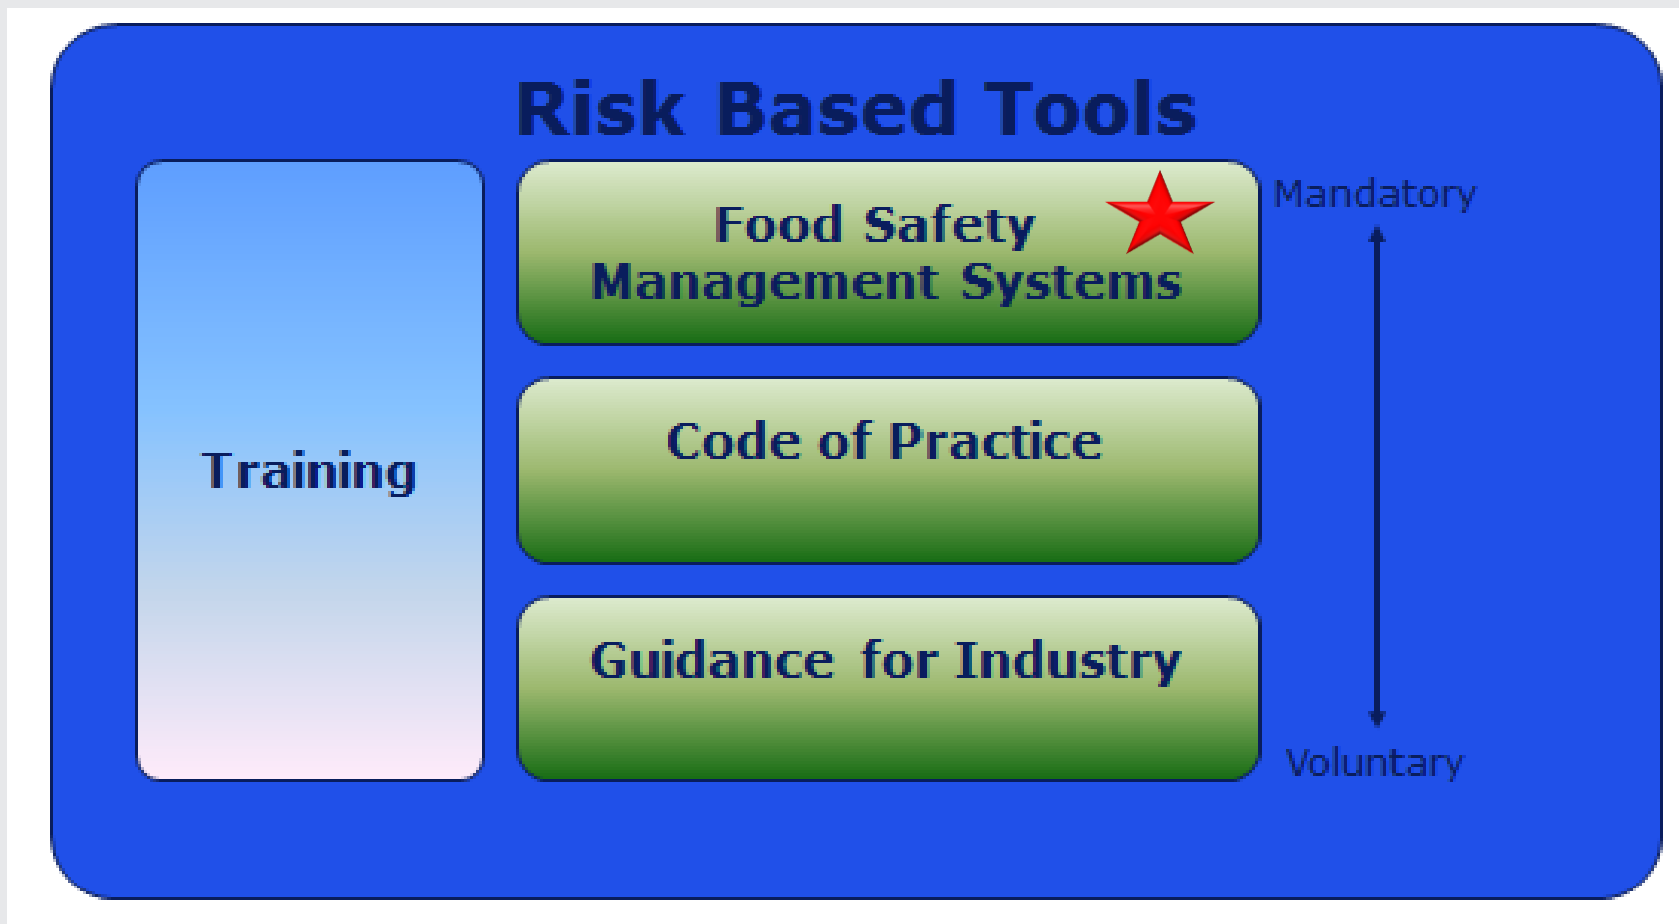 Risk Based Tools
Training
Food Safety
Management Systems
Code of Practice
Guidance for Industry
Mandatory
Voluntary